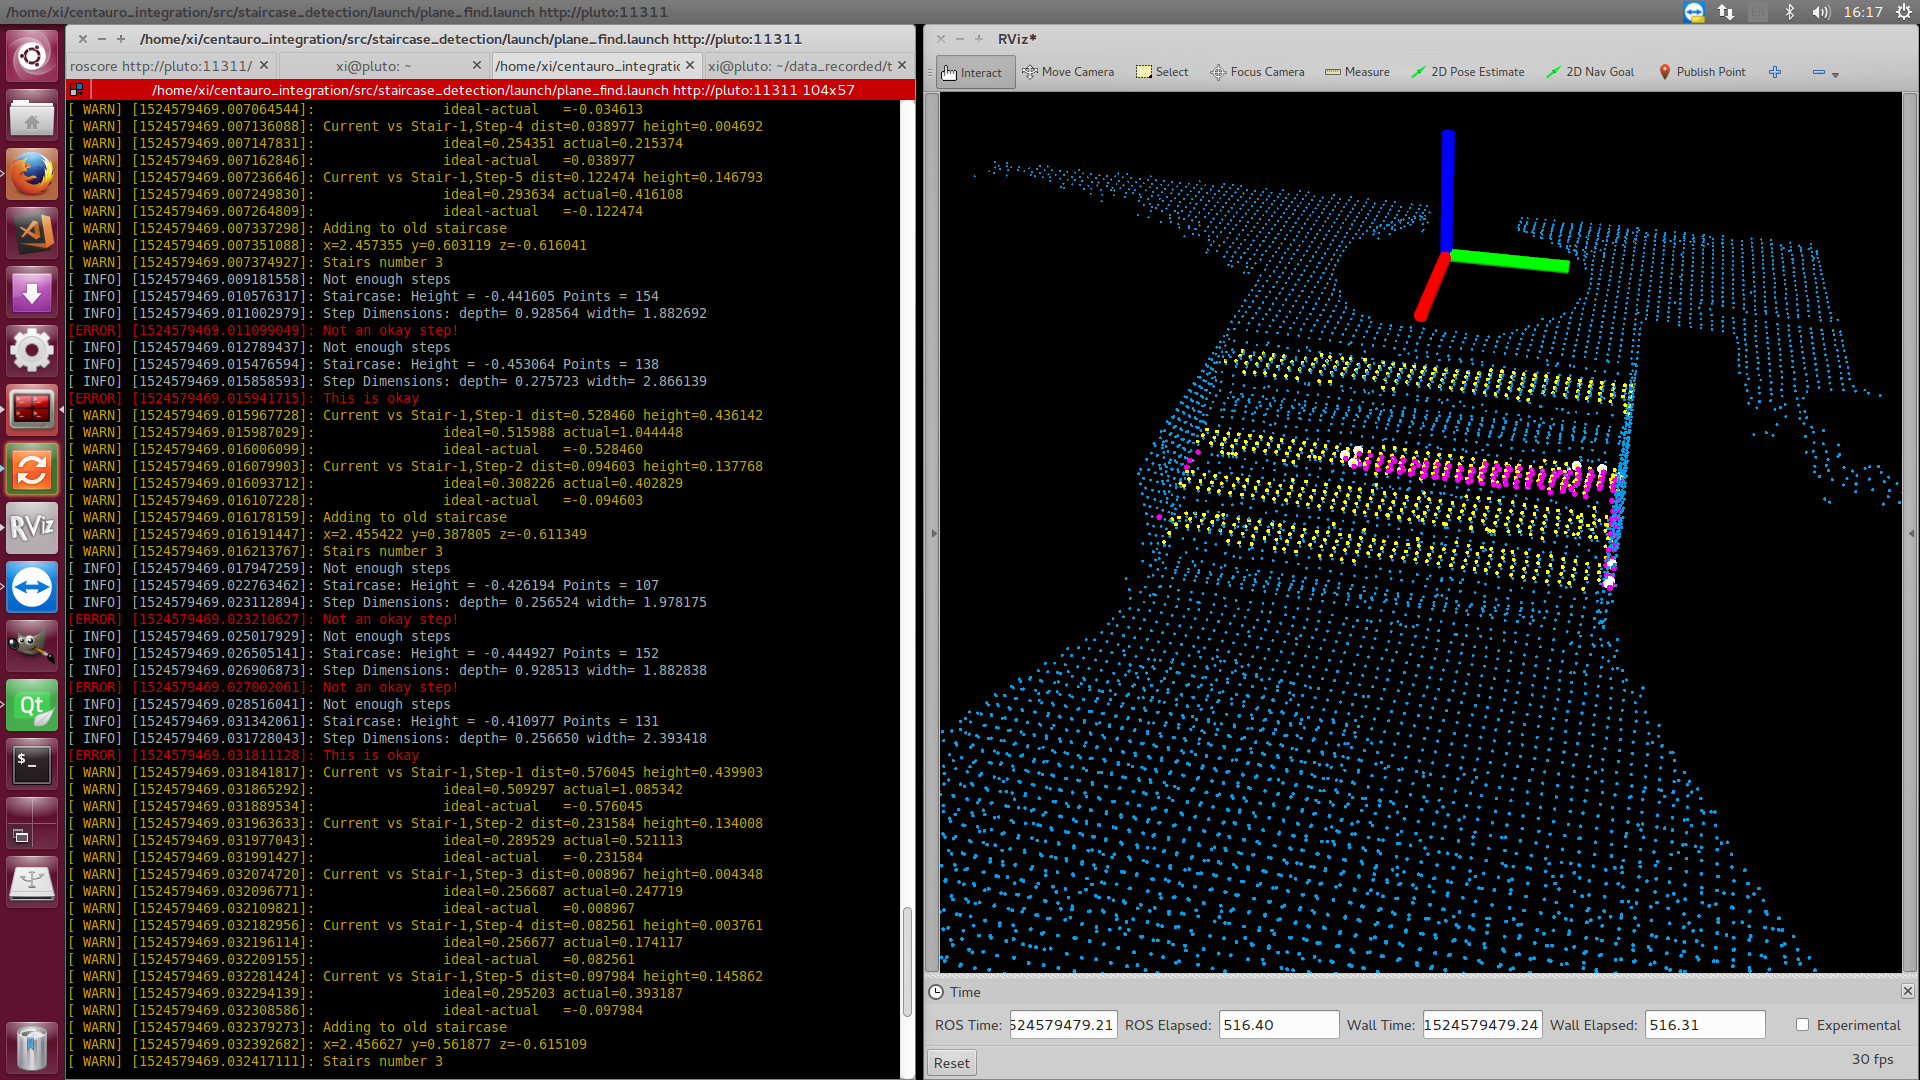 /home/xi/centauro_integration/src/staircase_detection/launch/plane_find.launch http://pluto:11311
En
16:17
/home/xi/centauro_integration/src/staircase_detection/launch/plane_find.launch http://pluto:11311
roscore http://pluto:11311/
xi@pluto: ~
/home/xi/centauro_integratic
xi@pluto: ~/data_recorded/t
/home/xi/centauro_integration/src/staircase_detection/launch/plane_find.launch http://pluto:11311 104x57
[ WARN] [1524579469.007064544]: ideal-actual =-0.034613
[ WARN] [1524579469.007136088]: Current vs Stair-1,Step-4 dist=0.038977 height=0.004692
[ WARN] [1524579469.007147831]: ideal=0.254351 actual=0.215374
[ WARN] [1524579469.007162846]: ideal-actual =0.038977
[ WARN] [1524579469.007236646]: Current vs Stair-1,Step-5 dist=0.122474 height=0.146793
[ WARN] [1524579469.007249830]: ideal=0.293634 actual=0.416108
[ WARN] [1524579469.007264809]: ideal-actual =-0.122474
[ WARN] [1524579469.007337298]: Adding to old staircase
[ WARN] [1524579469.007351088]: x=2.457355 y=0.603119 z=-0.616041
[ WARN] [1524579469.007374927]: Stairs number 3
[ INFO] [1524579469.009181558]: Not enough steps
[ INFO] [1524579469.010576317]: Staircase: Height = -0.441605 Points = 154
[ INFO] [1524579469.011002979]: Step Dimensions: depth= 0.928564 width= 1.882692
[ERROR] [1524579469.011099049]: Not an okay step!
[ INFO] [1524579469.012789437]: Not enough steps
[ INFO] [1524579469.015476594]: Staircase: Height = -0.453064 Points = 138
[ INFO] [1524579469.015858593]: Step Dimensions: depth= 0.275723 width= 2.866139
[ERROR] [1524579469.015941715]: This is okay
[ WARN] [1524579469.015967728]: Current vs Stair-1,Step-1 dist=0.528460 height=0.436142
[ WARN] [1524579469.015987029]: ideal=0.515988 actual=1.044448
[ WARN] [1524579469.016006099]: ideal-actual =-0.528460
[ WARN] [1524579469.016079903]: Current vs Stair-1,Step-2 dist=0.094603 height=0.137768
[ WARN] [1524579469.016093712]: ideal=0.308226 actual=0.402829
[ WARN] [1524579469.016107228]: ideal-actual =-0.094603
[ WARN] [1524579469.016178159]: Adding to old staircase
[ WARN] [1524579469.016191447]: x=2.455422 y=0.387805 z=-0.611349
[ WARN] [1524579469.016213767]: Stairs number 3
[ INFO] [1524579469.017947259]: Not enough steps
[ INFO] [1524579469.022763462]: Staircase: Height = -0.426194 Points = 107
[ INFO] [1524579469.023112894]: Step Dimensions: depth= 0.256524 width= 1.978175
[ERROR] [1524579469.023210627]: Not an okay step!
[ INFO] [1524579469.025017929]: Not enough steps
[ INFO] [1524579469.026505141]: Staircase: Height = -0.444927 Points = 152
[ INFO] [1524579469.026906873]: Step Dimensions: depth= 0.928513 width= 1.882838
[ERROR] [1524579469.027002061]: Not an okay step!
[ INFO] [1524579469.028516041]: Not enough steps
[ INFO] [1524579469.031342061]: Staircase: Height = -0.410977 Points = 131
[ INFO] [1524579469.031728043]: Step Dimensions: depth= 0.256650 width= 2.393418
[ERROR] [1524579469.031811128]: This is okay
[ WARN] [1524579469.031841817]: Current vs Stair-1,Step-1 dist=0.576045 height=0.439903
[ WARN] [1524579469.031865292]: ideal=0.509297 actual=1.085342
[ WARN] [1524579469.031889534]: ideal-actual =-0.576045
[ WARN] [1524579469.031963633]: Current vs Stair-1,Step-2 dist=0.231584 height=0.134008
[ WARN] [1524579469.031977043]: ideal=0.289529 actual=0.521113
[ WARN] [1524579469.031991427]: ideal-actual =-0.231584
[ WARN] [1524579469.032074720]: Current vs Stair-1,Step-3 dist=0.008967 height=0.004348
[ WARN] [1524579469.032096771]: ideal=0.256687 actual=0.247719
[ WARN] [1524579469.032109821]: ideal-actual =0.008967
[ WARN] [1524579469.032182956]: Current vs Stair-1,Step-4 dist=0.082561 height=0.003761
[ WARN] [1524579469.032196114]: ideal=0.256677 actual=0.174117
[ WARN] [1524579469.032209155]: ideal-actual =0.082561
[ WARN] [1524579469.032281424]: Current vs Stair-1,Step-5 dist=0.097984 height=0.145862
[ WARN] [1524579469.032294139]: ideal=0.295203 actual=0.393187
[ WARN] [1524579469.032308586]: ideal-actual =-0.097984
[ WARN] [1524579469.032379273]: Adding to old staircase
[ WARN] [1524579469.032392682]: x=2.456627 y=0.561877 z=-0.615109
[ WARN] [1524579469.032417111]: Stairs number 3
RViz
Qt
$_
RViz*
Interact
Move Camera
Select
Focus Camera
Measure
2D Pose Estimate
2D Nav Goal
Publish Point
Time
ROS Time: 524579479.21
ROS Elapsed: 516.40
Wall Time: 1524579479.24
Wall Elapsed: 516.31
Experimental
Reset
30 fps